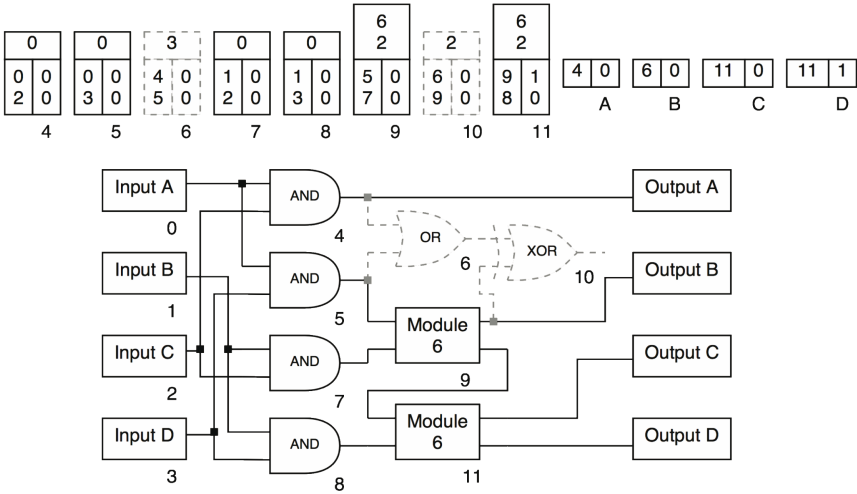 0 0 3 0 0 6 2 2 6 2
0 0 0 0 4 0 1 0 1 0 5 0 6 0 9 1
2 0 3 0 5 0 2 0 3 0 7 0 9 0 8 0
4 0 6 0 11 0 11 1
4 5 6 7 8 9 10 11 A B C D
Input A
0
AND
4
Output A
OR
6
XOR
10
Input B
1
AND
5
Output B
Module
6
9
Input C
2
AND
7
Output C
Input D
3
AND
8
Module
6
11
Output D